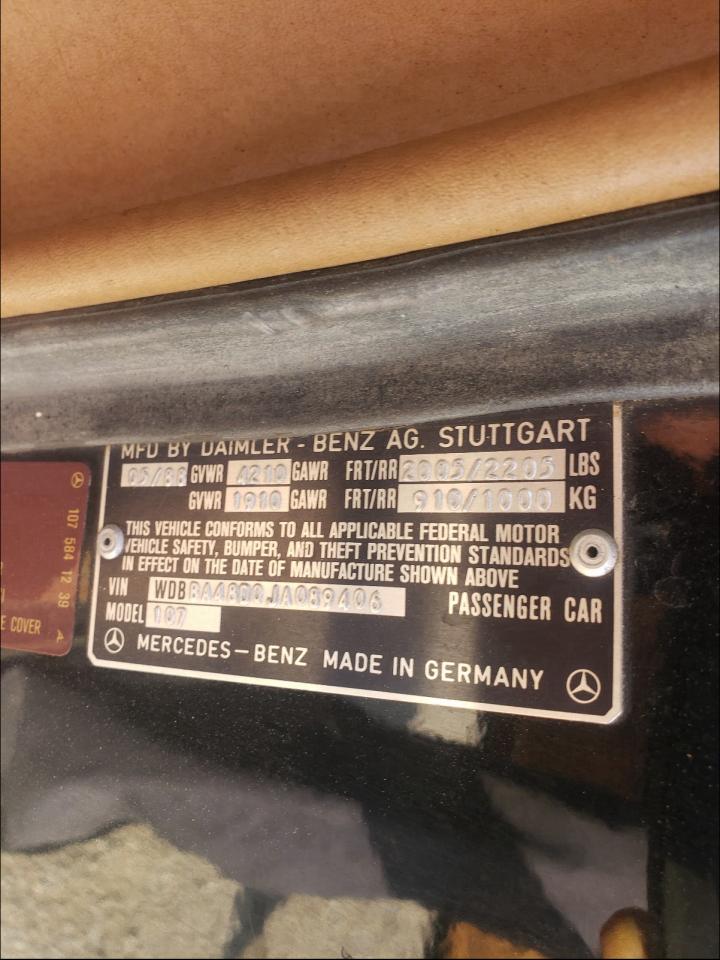 MFD BY DAIMLER - BENZ AG. STUTTGART
05/88 GVWR 4210 GAWR FRT/RR 2005/2205 LBS
GVWR 1910 GAWR FRT/RR 910/1000 KG
THIS VEHICLE CONFORMS TO ALL APPLICABLE FEDERAL MOTOR
VEHICLE SAFETY, BUMPER, AND THEFT PREVENTION STANDARDS
IN EFFECT ON THE DATE OF MANUFACTURE SHOWN ABOVE
VIN WDBBA48D0JA089406 PASSENGER CAR
MODEL 107
MERCEDES-BENZ MADE IN GERMANY
107 584 12 39
COVER